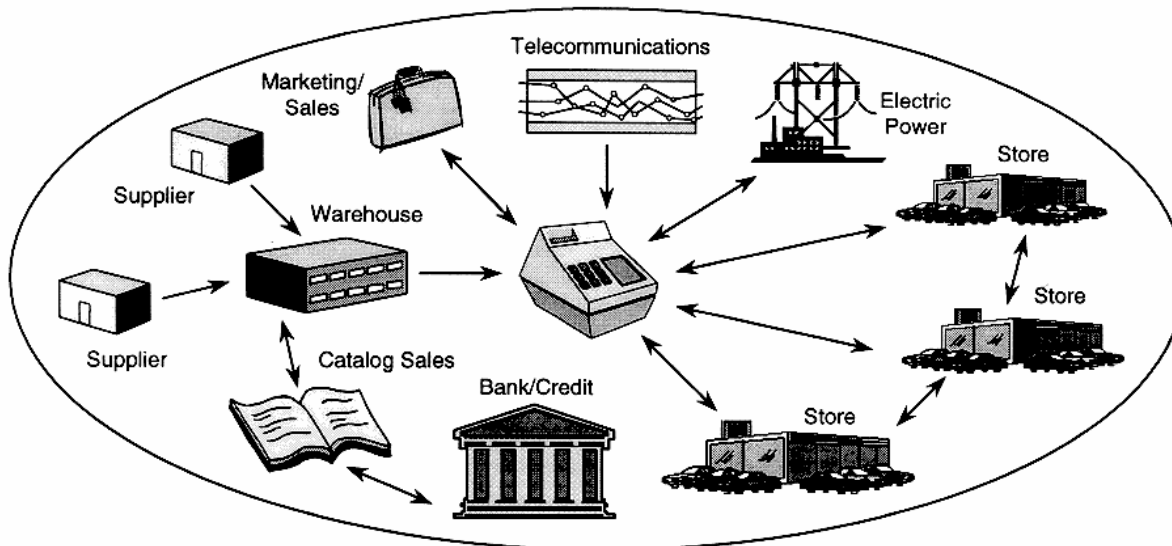 Telecommunications
Marketing/
Sales
Electric
Power
Store
Supplier
Warehouse
Store
Supplier
Catalog Sales
Bank/Credit
Store